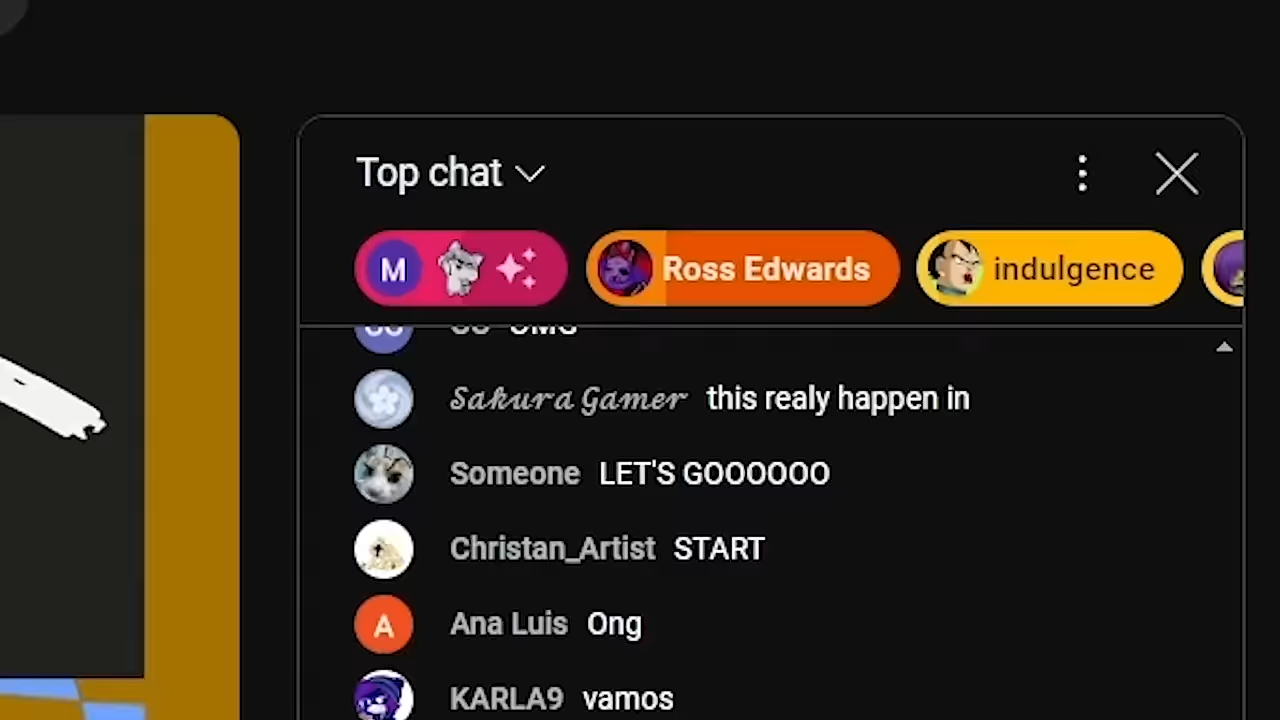 Top chat
M
Ross Edwards
indulgence
OMG
Sakura Gamer this realy happen in
Someone LET'S GOOOOOO
Christan_Artist START
A
Ana Luis Ong
KARLA9 vamos